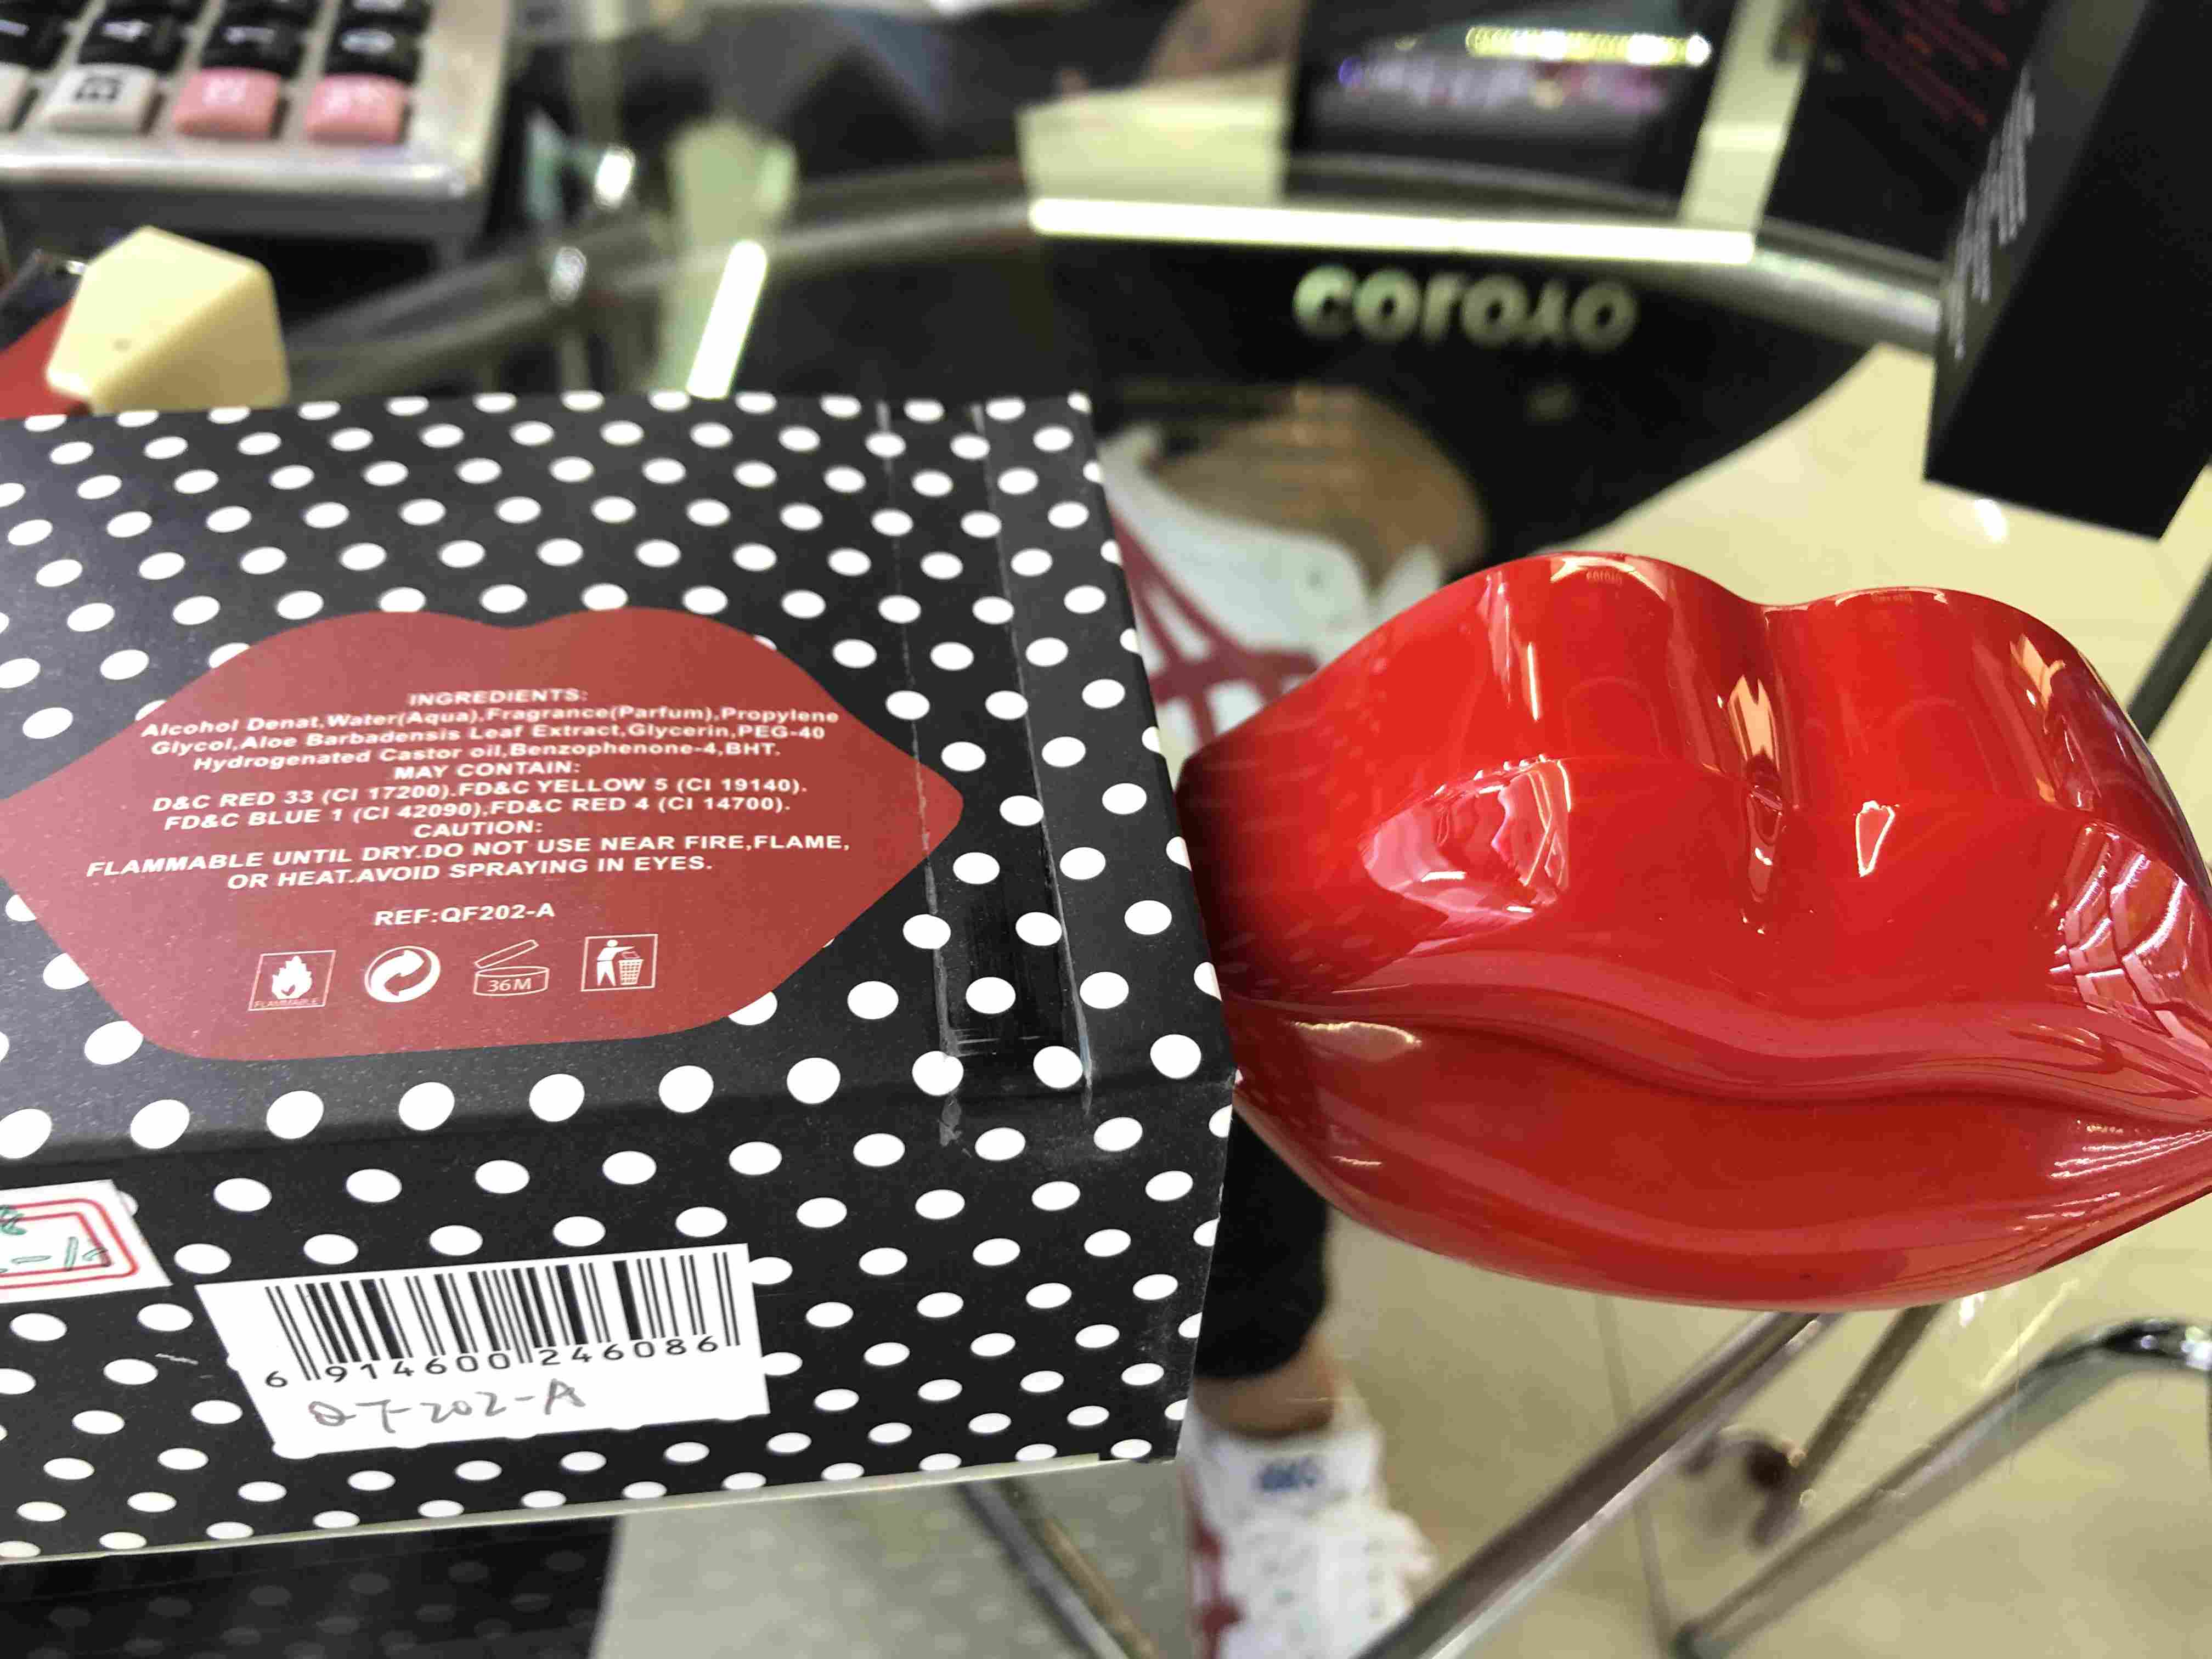 INGREDIENTS:
Alcohol Denat,Water(Aqua),Fragrance(Parfum),Propylene
Glycol,Aloe Barbadensis Leaf Extract,Glycerin,PEG-40
Hydrogenated Castor oil,Benzophenone-4,BHT.
MAY CONTAIN:
D&C RED 33 (CI 17200).FD&C YELLOW 5 (CI 19140).
FD&C BLUE 1 (CI 42090),FD&C RED 4 (CI 14700).
CAUTION:
FLAMMABLE UNTIL DRY.DO NOT USE NEAR FIRE,FLAME,
OR HEAT.AVOID SPRAYING IN EYES.
REF:QF202-A
FLAMMABLE
36M
6 914600 246086
QF-202-A